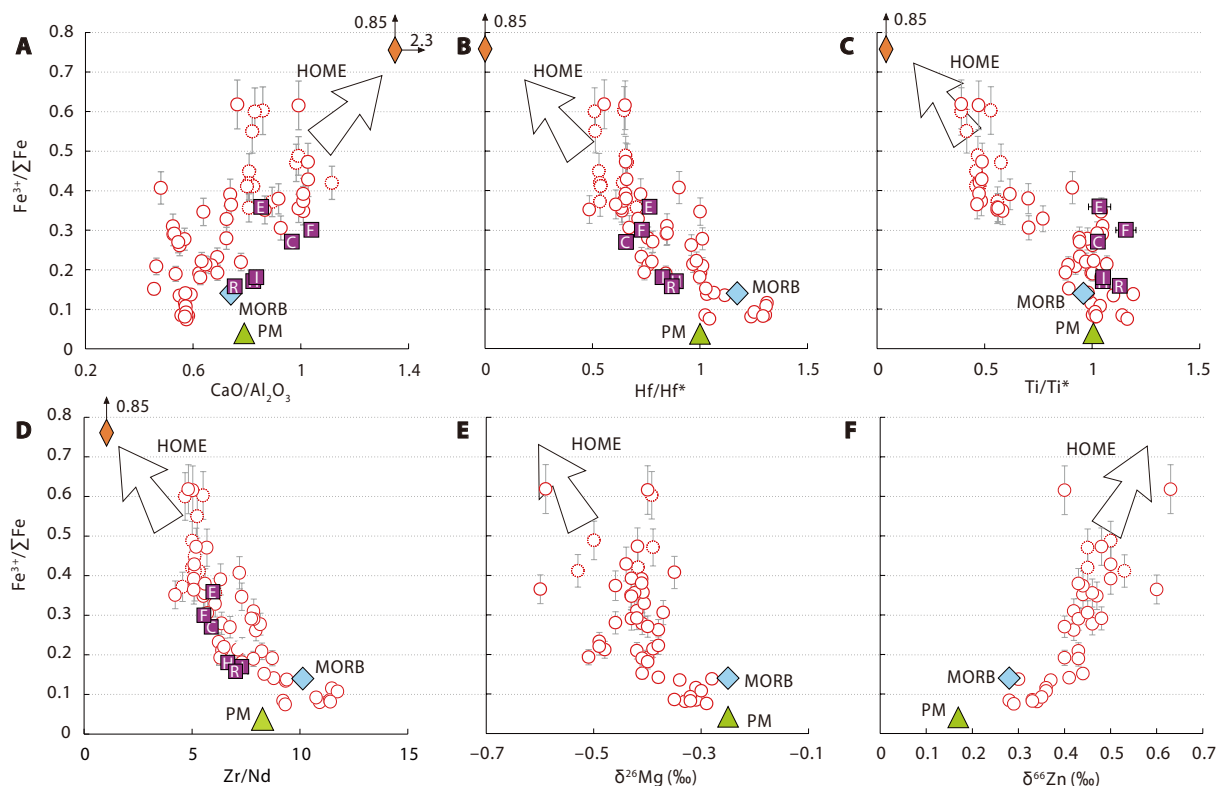 0.85
2.3
0.85
0.85
A
B
C
HOME
HOME
HOME
Fe³⁺/∑Fe
0.8
0.7
0.6
0.5
0.4
0.3
0.2
0.1
0
E
F
C
I
R
MORB
PM
E
F
C
I
R
MORB
PM
E
F
C
I
R
MORB
PM
0.2 0.6 1 1.4
0 0.5 1 1.5
0 0.5 1 1.5
CaO/Al₂O₃
Hf/Hf*
Ti/Ti*
0.85
D
E
F
HOME
HOME
HOME
Fe³⁺/∑Fe
0.8
0.7
0.6
0.5
0.4
0.3
0.2
0.1
0
E
F
C
H
R
MORB
PM
MORB
PM
MORB
PM
0 5 10 15
−0.7 −0.5 −0.3 −0.1
0 0.1 0.2 0.3 0.4 0.5 0.6 0.7
Zr/Nd
δ²⁶Mg (‰)
δ⁶⁶Zn (‰)